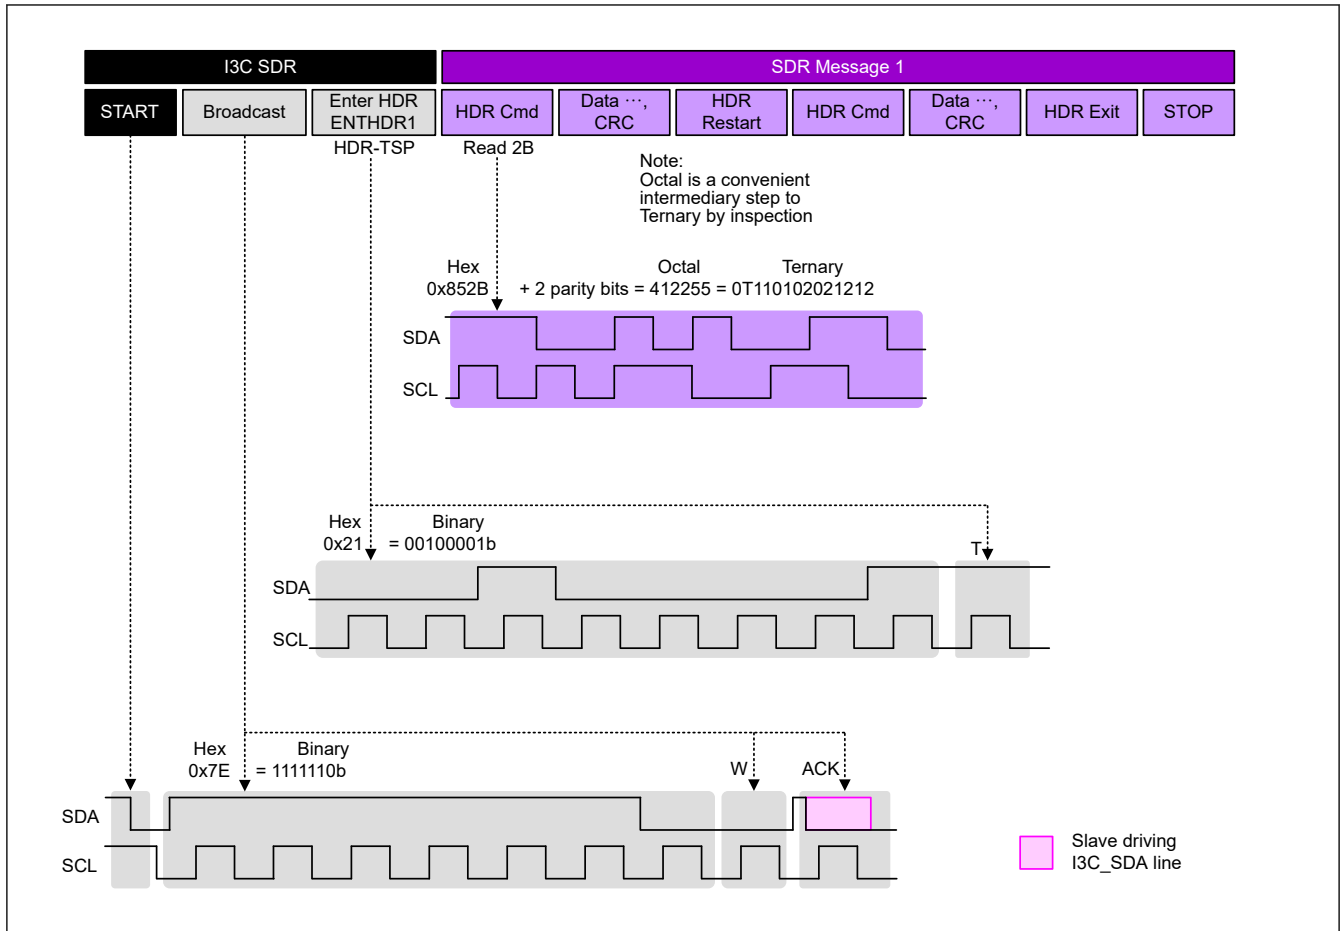 I3C SDR
SDR Message 1
START
Broadcast
Enter HDR
ENTHDR1
HDR Cmd
Data ···,
CRC
HDR
Restart
HDR Cmd
Data ···,
CRC
HDR Exit
STOP
HDR-TSP
Read 2B
Note:
Octal is a convenient
intermediary step to
Ternary by inspection
Hex Octal Ternary
0x852B + 2 parity bits = 412255 = 0T110102021212
SDA
SCL
Hex Binary
0x21 = 00100001b
T
SDA
SCL
Hex Binary
0x7E = 1111110b
W
ACK
SDA
SCL
Slave driving
I3C_SDA line